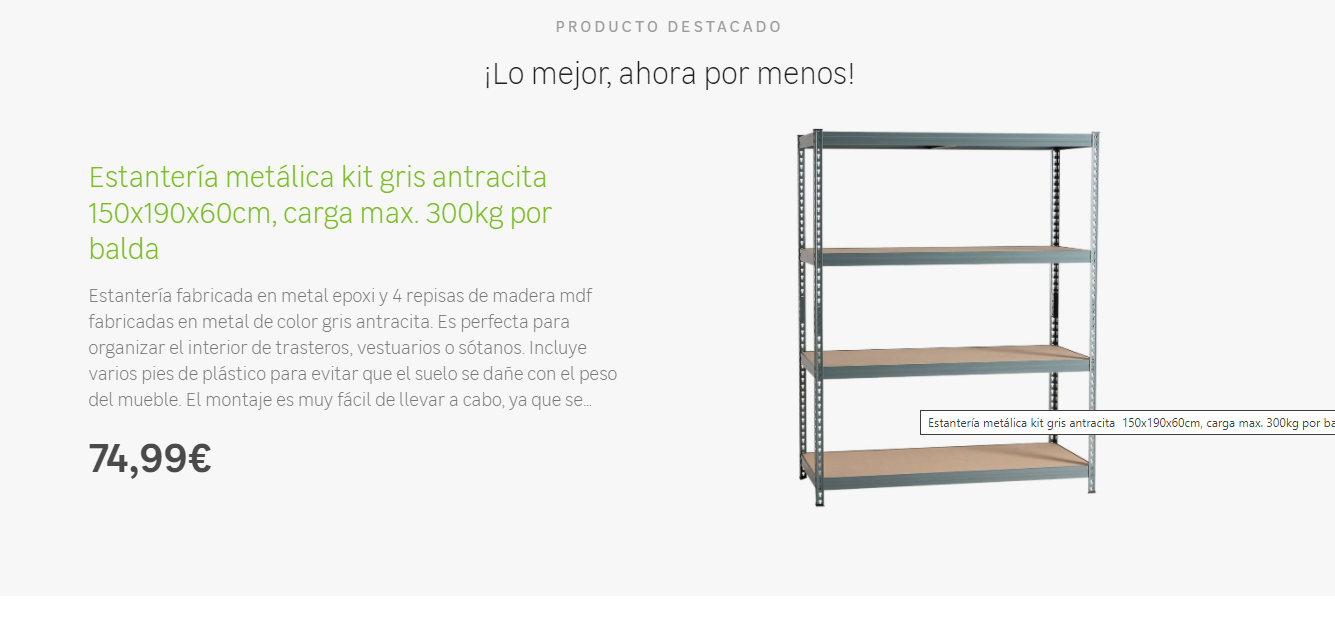 PRODUCTO DESTACADO
¡Lo mejor, ahora por menos!
Estantería metálica kit gris antracita
150x190x60cm, carga max. 300kg por
balda
Estantería fabricada en metal epoxi y 4 repisas de madera mdf
fabricadas en metal de color gris antracita. Es perfecta para
organizar el interior de trasteros, vestuarios o sótanos. Incluye
varios pies de plástico para evitar que el suelo se dañe con el peso
del mueble. El montaje es muy fácil de llevar a cabo, ya que se...
74,99€
Estantería metálica kit gris antracita 150x190x60cm, carga max. 300kg por ba